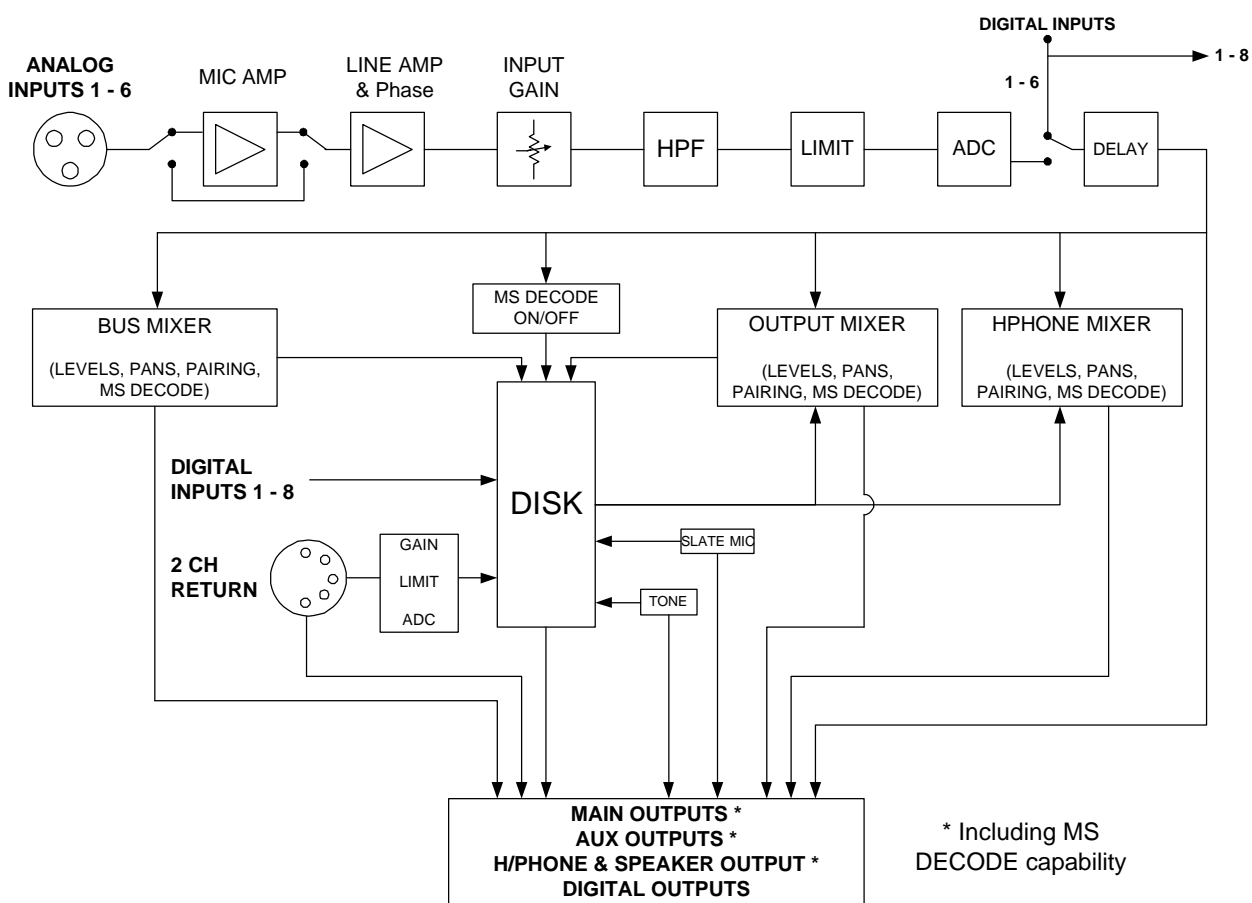 DIGITAL INPUTS
1 - 8
1 - 6
ANALOG
INPUTS 1 - 6
MIC AMP
LINE AMP
& Phase
INPUT
GAIN
HPF
LIMIT
ADC
DELAY
BUS MIXER
(LEVELS, PANS, PAIRING,
MS DECODE)
MS DECODE
ON/OFF
OUTPUT MIXER
(LEVELS, PANS,
PAIRING, MS DECODE)
HPHONE MIXER
(LEVELS, PANS,
PAIRING, MS DECODE)
DIGITAL
INPUTS 1 - 8
DISK
2 CH
RETURN
GAIN
LIMIT
ADC
SLATE MIC
TONE
MAIN OUTPUTS *
AUX OUTPUTS *
H/PHONE & SPEAKER OUTPUT *
DIGITAL OUTPUTS
* Including MS
DECODE capability